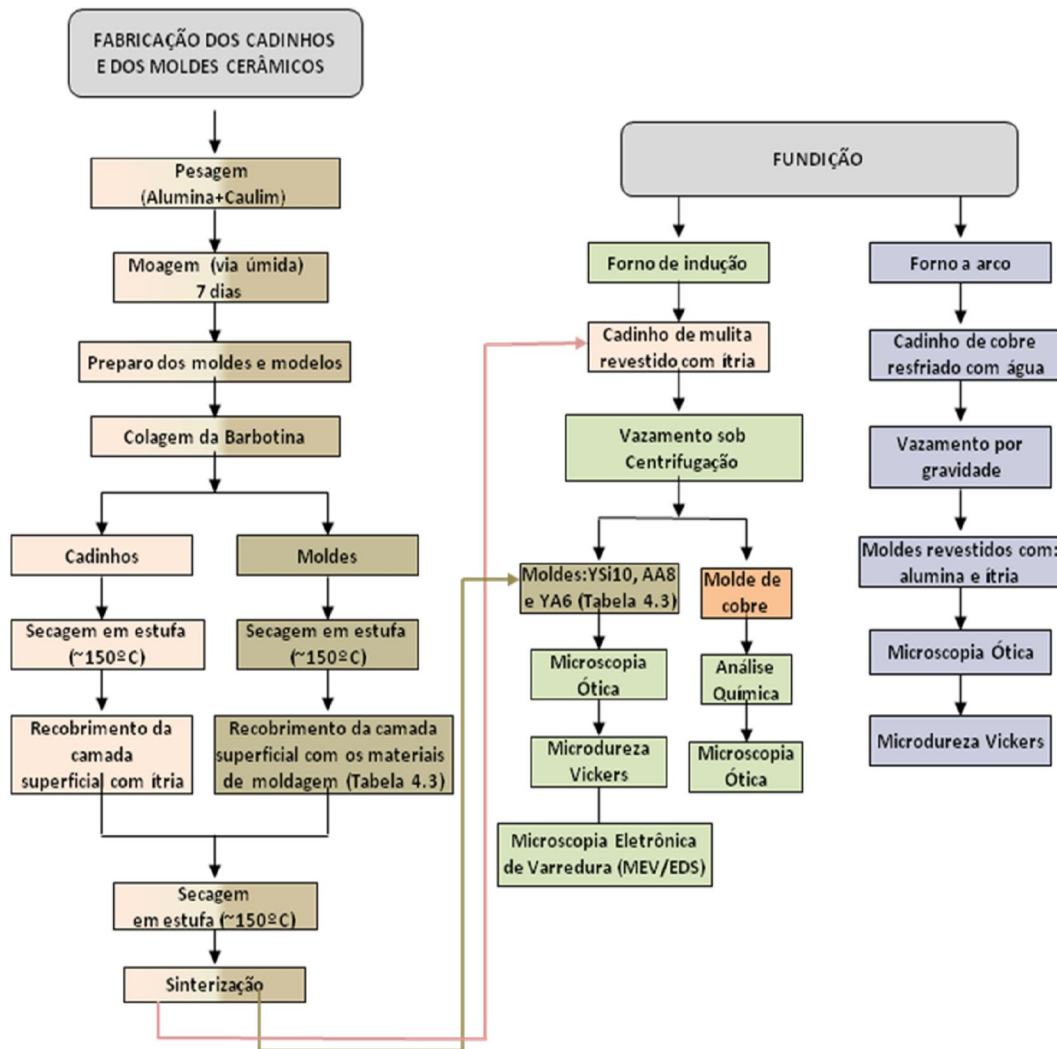 FABRICAÇÃO DOS CADINHOS
E DOS MOLDES CERÂMICOS
Pesagem
(Alumina+Caulim)
Moagem (via úmida)
7 dias
Preparo dos moldes e modelos
Colagem da Barbotina
Cadinhos
Moldes
Secagem em estufa
(~150ºC)
Secagem em estufa
(~150ºC)
Recobrimento da
camada
superficial com ítria
Recobrimento da camada
superficial com os materiais
de moldagem (Tabela 4.3)
Secagem
em estufa (~150ºC)
Sinterização
FUNDIÇÃO
Forno de indução
Cadinho de mulita
revestido com ítria
Vazamento sob
Centrifugação
Moldes:YSi10, AA8
e YA6 (Tabela 4.3)
Molde de
cobre
Microscopia
Ótica
Análise
Química
Microdureza
Vickers
Microscopia
Ótica
Microscopia Eletrônica
de Varredura (MEV/EDS)
Forno a arco
Cadinho de cobre
resfriado com água
Vazamento por
gravidade
Moldes revestidos com:
alumina e ítria
Microscopia Ótica
Microdureza Vickers